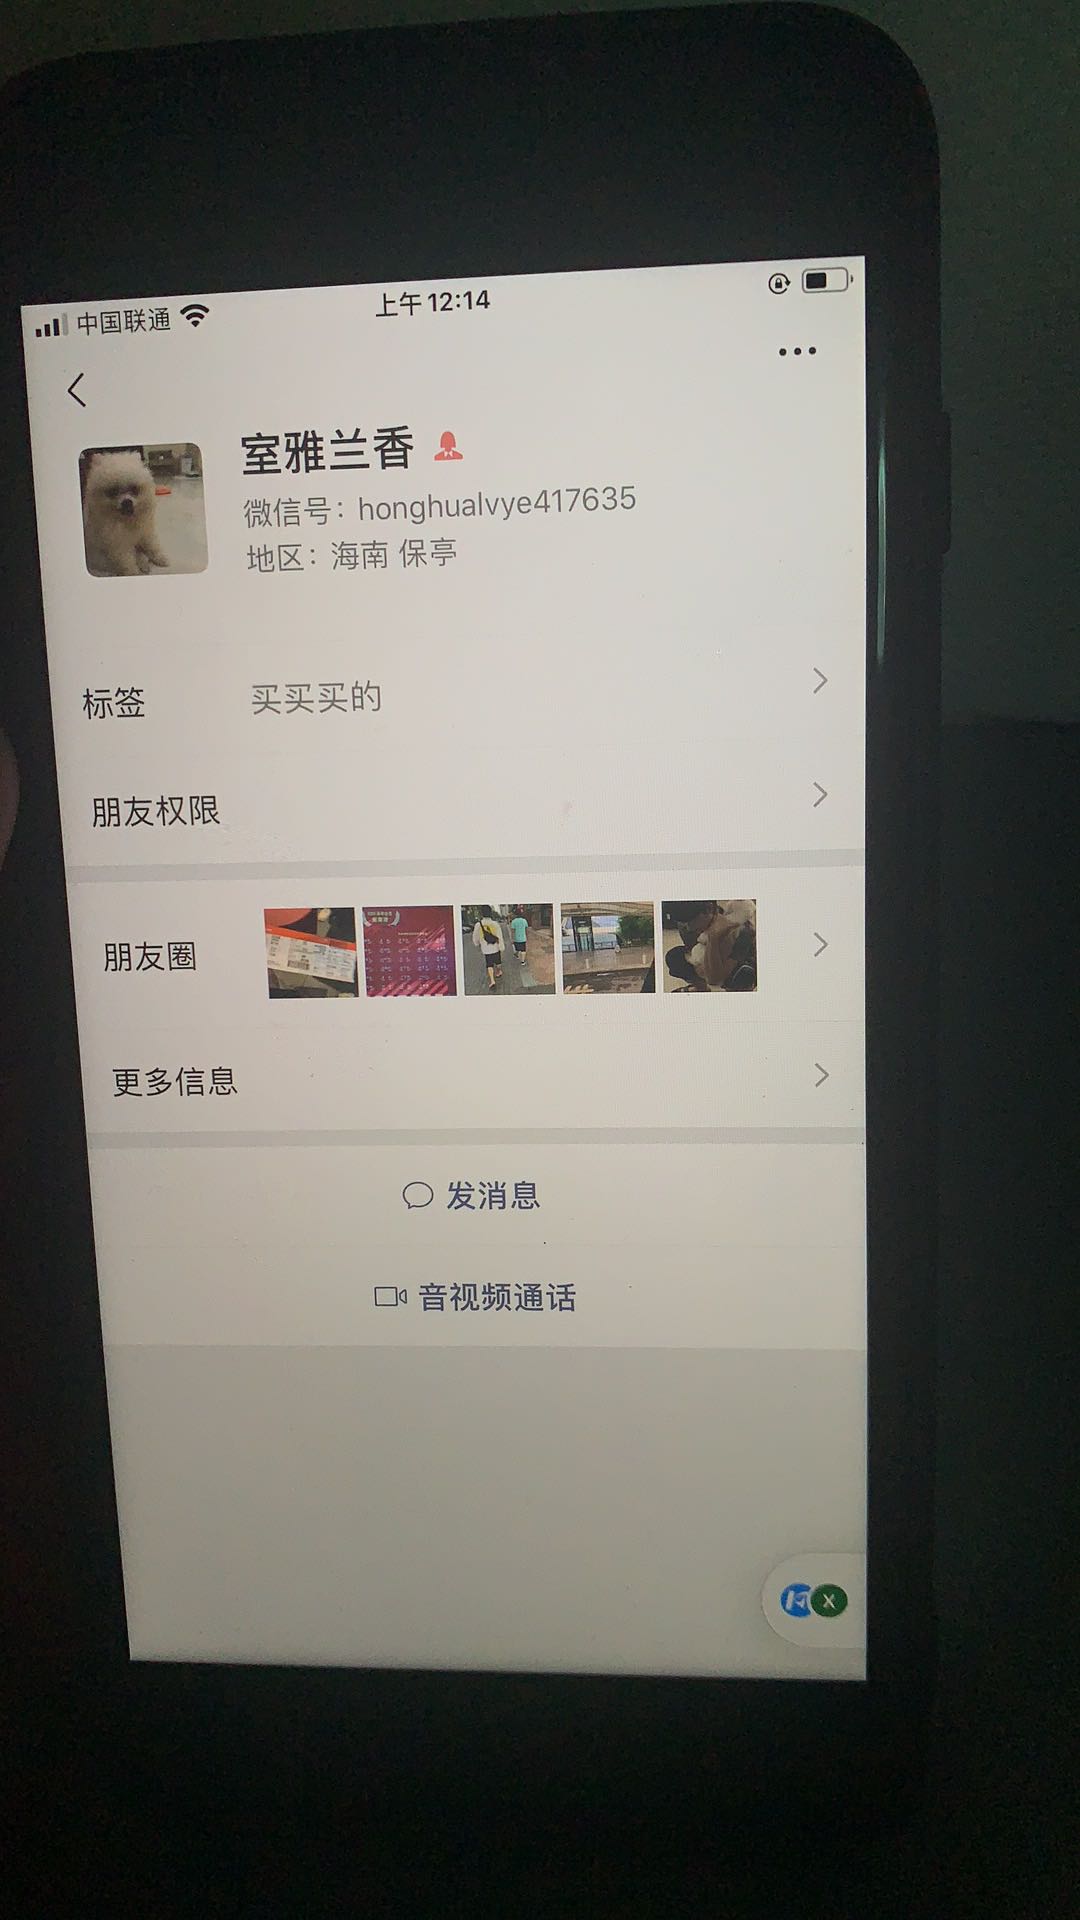 中国联通
上午12:14
室雅兰香
微信号：honghualvye417635
地区：海南 保亭
标签
买买买的
朋友权限
朋友圈
更多信息
发消息
音视频通话
X